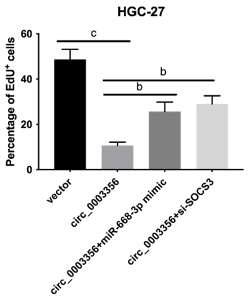 HGC-27
Percentage of EdU⁺ cells
60
40
20
0
c
b
b
vector
circ_0003356
circ_0003356+miR-668-3p mimic
circ_0003356+si-SOCS3